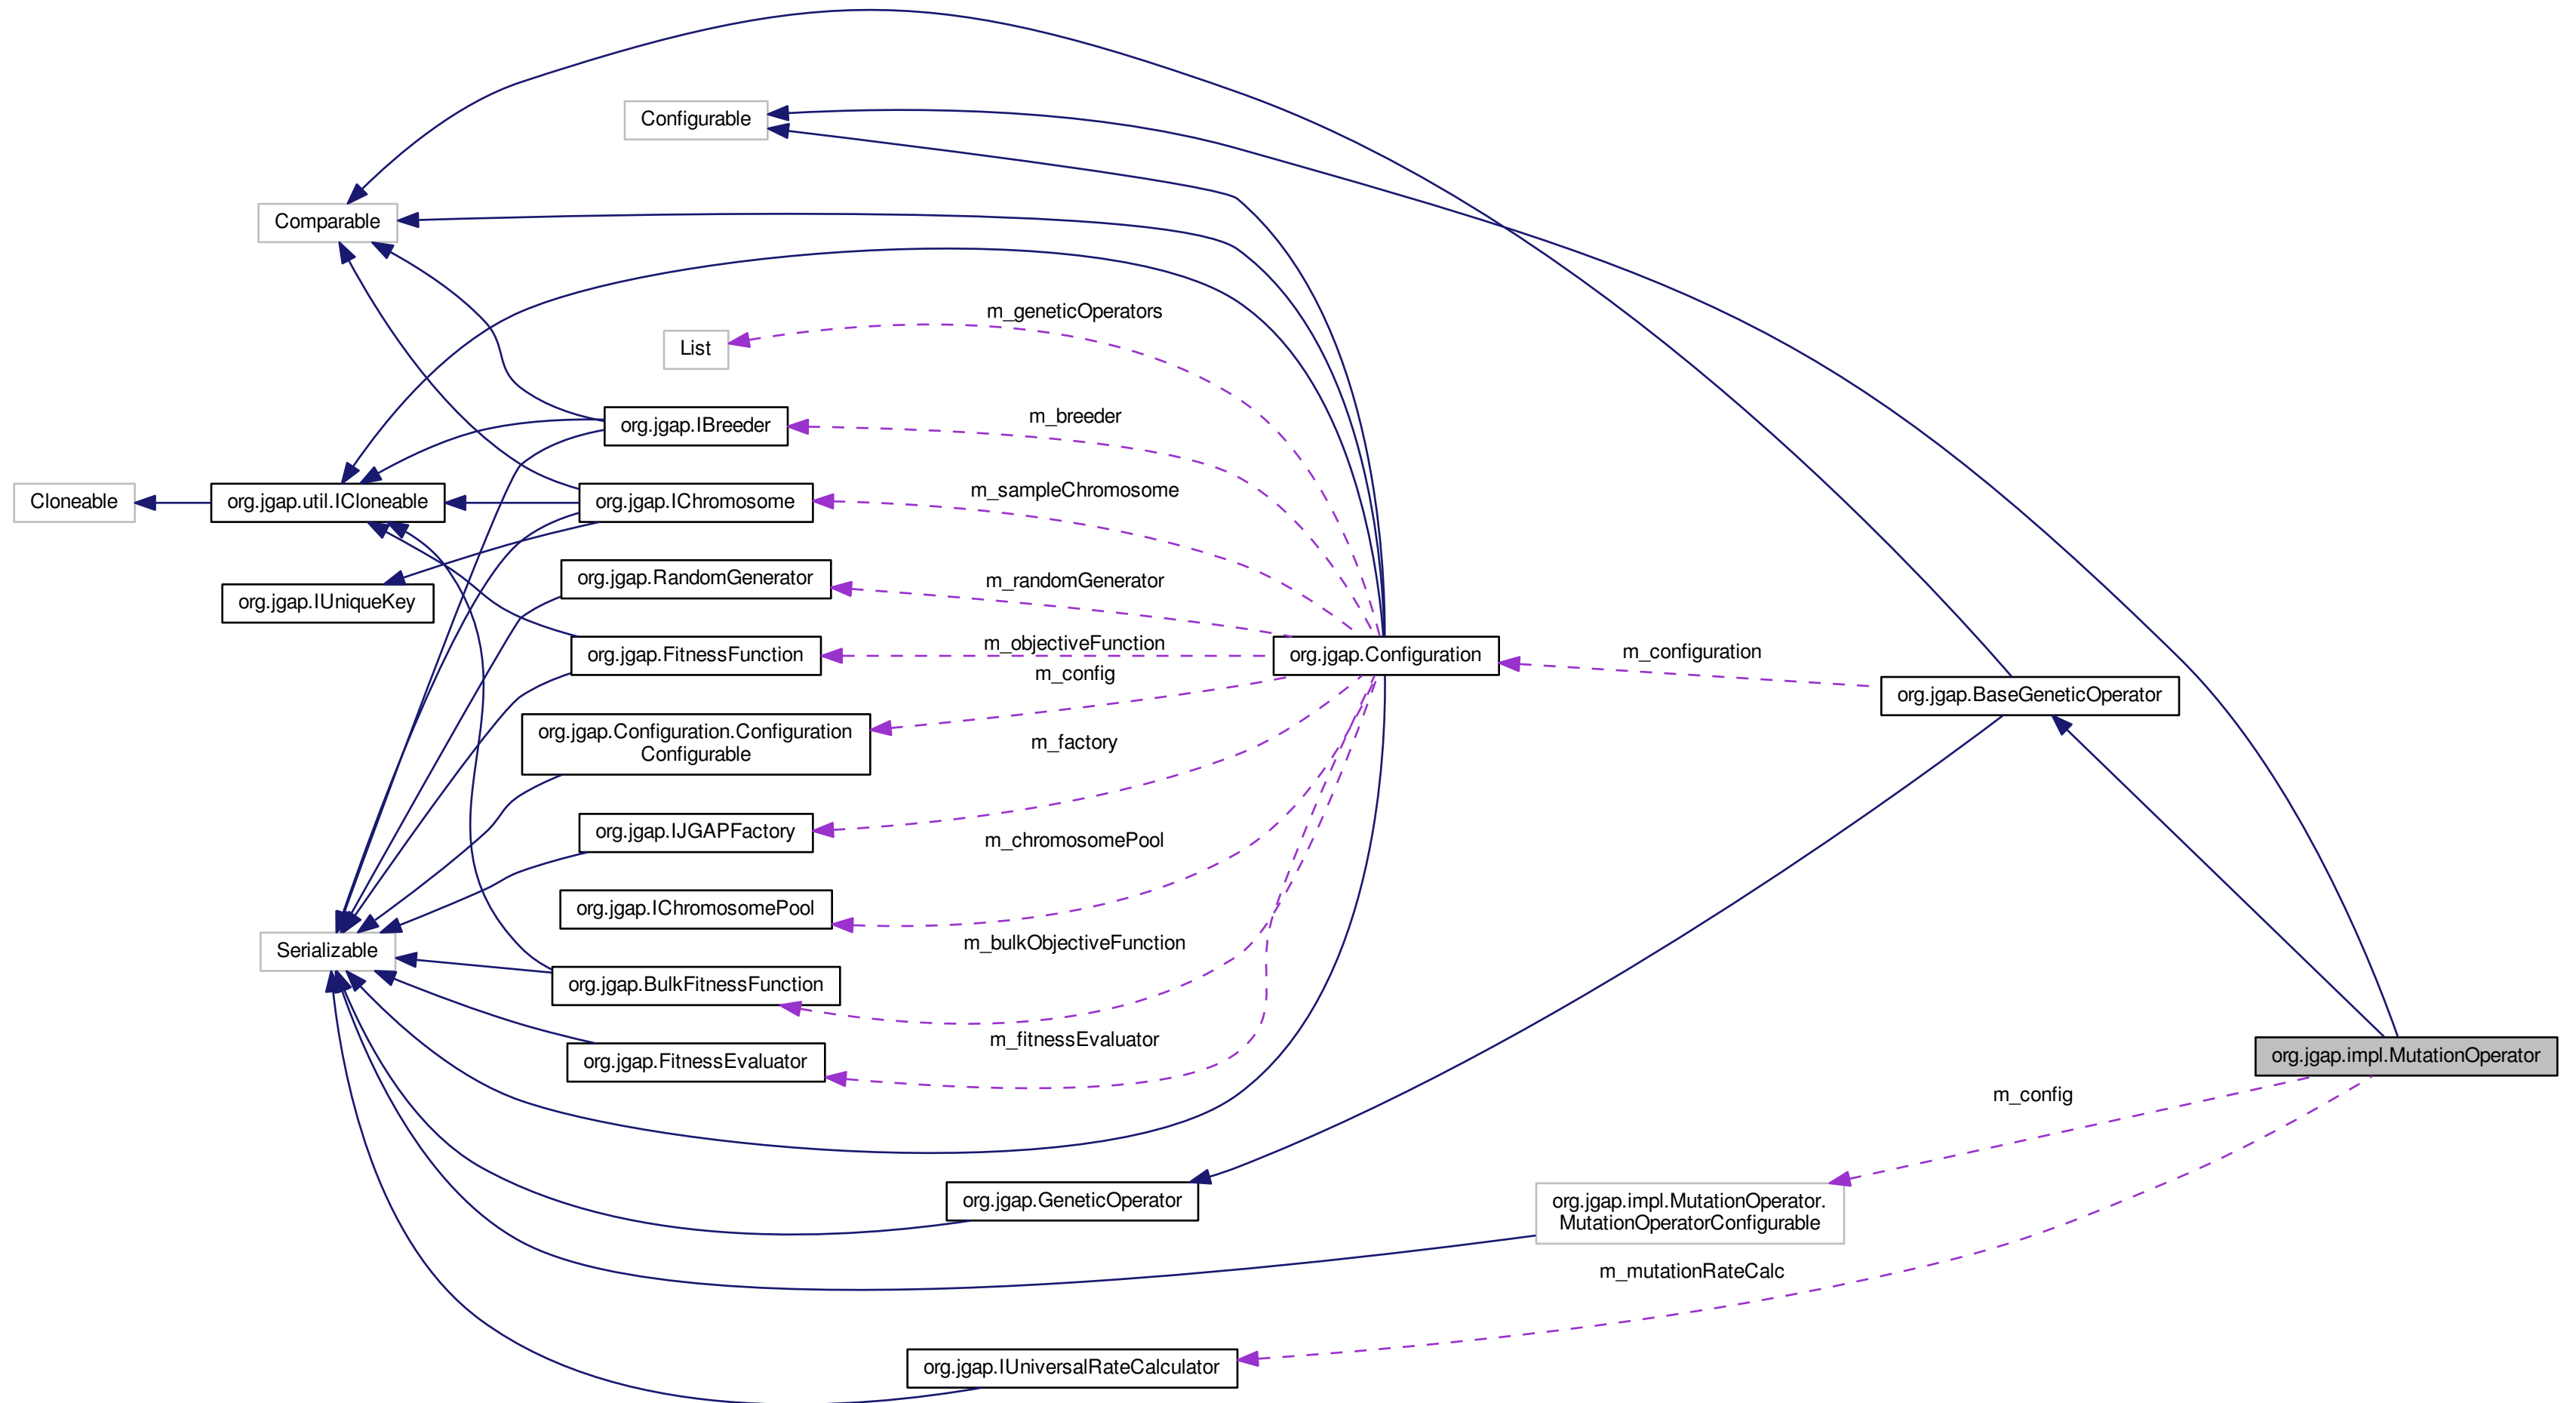 Configurable
Comparable
m_geneticOperators
List
m_breeder
org.jgap.IBreeder
m_sampleChromosome
Cloneable
org.jgap.util.ICloneable
org.jgap.IChromosome
m_randomGenerator
org.jgap.RandomGenerator
org.jgap.IUniqueKey
m_objectiveFunction
org.jgap.FitnessFunction
org.jgap.Configuration
m_configuration
m_config
org.jgap.BaseGeneticOperator
org.jgap.Configuration.Configuration
Configurable
m_factory
org.jgap.IJGAPFactory
m_chromosomePool
org.jgap.IChromosomePool
m_bulkObjectiveFunction
Serializable
org.jgap.BulkFitnessFunction
m_fitnessEvaluator
org.jgap.FitnessEvaluator
org.jgap.impl.MutationOperator
m_config
org.jgap.GeneticOperator
org.jgap.impl.MutationOperator.
MutationOperatorConfigurable
m_mutationRateCalc
org.jgap.IUniversalRateCalculator